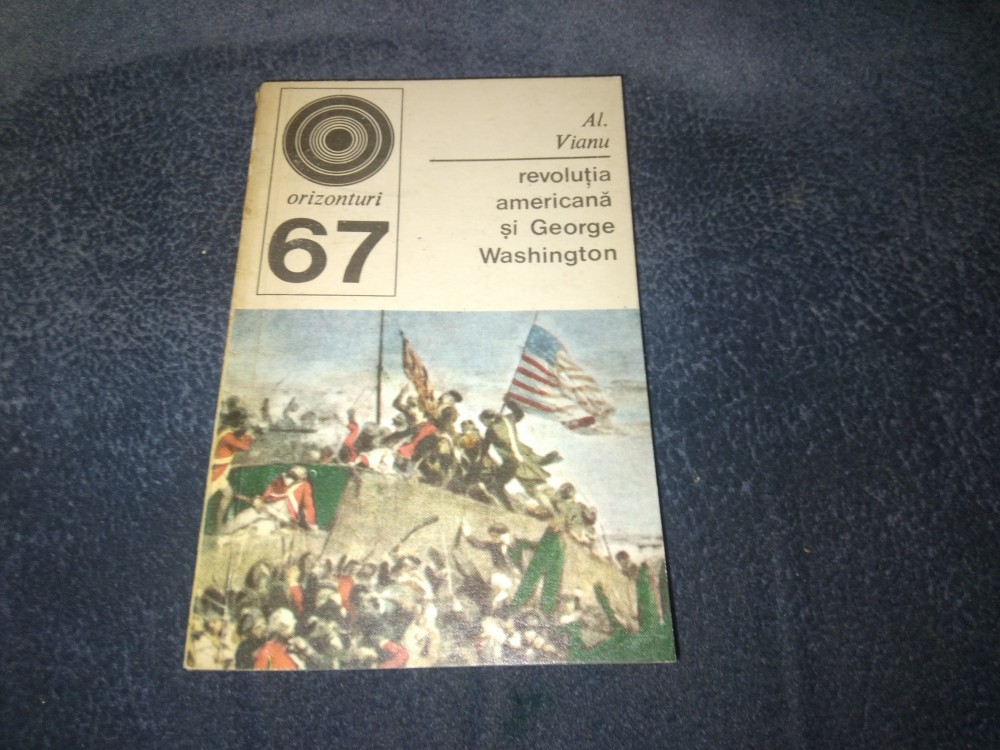 orizonturi
67
Al.
Vianu
revoluția
americană
și George
Washington